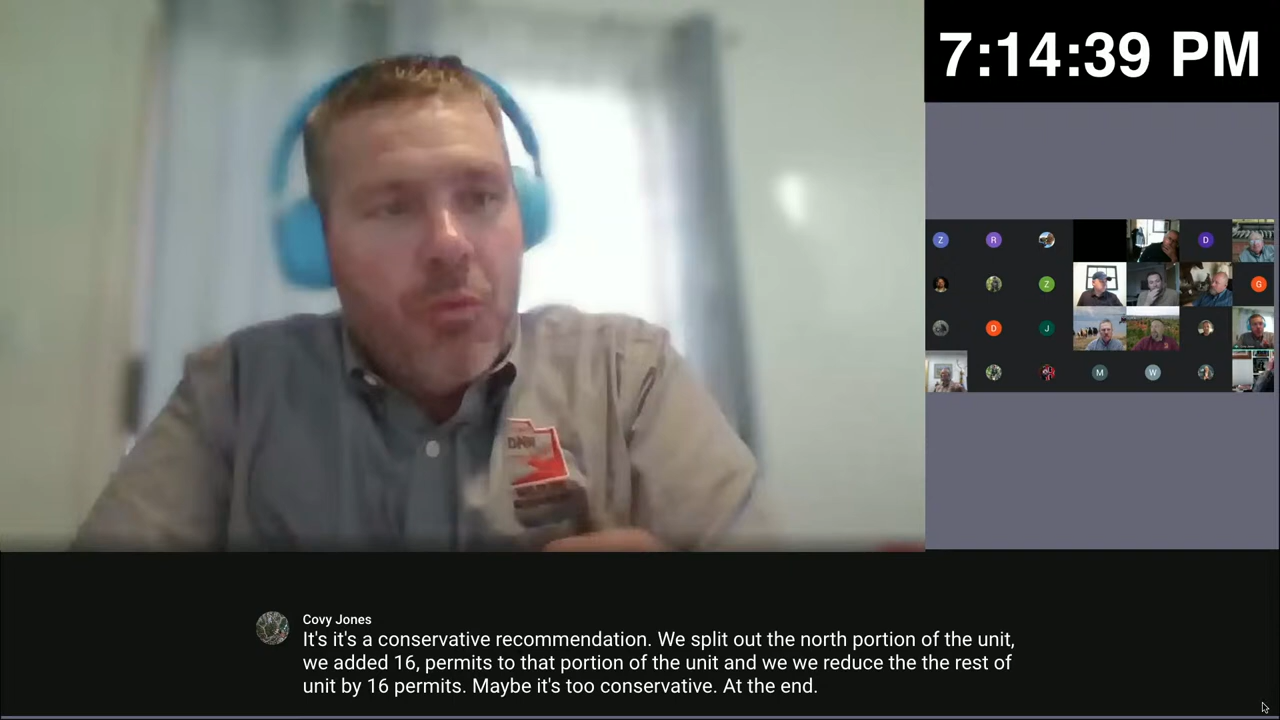 7:14:39 PM
Z
R
D
Z
G
D
J
M
W
DNR
Covy Jones
It's it's a conservative recommendation. We split out the north portion of the unit,
we added 16, permits to that portion of the unit and we we reduce the the rest of
unit by 16 permits. Maybe it's too conservative. At the end.